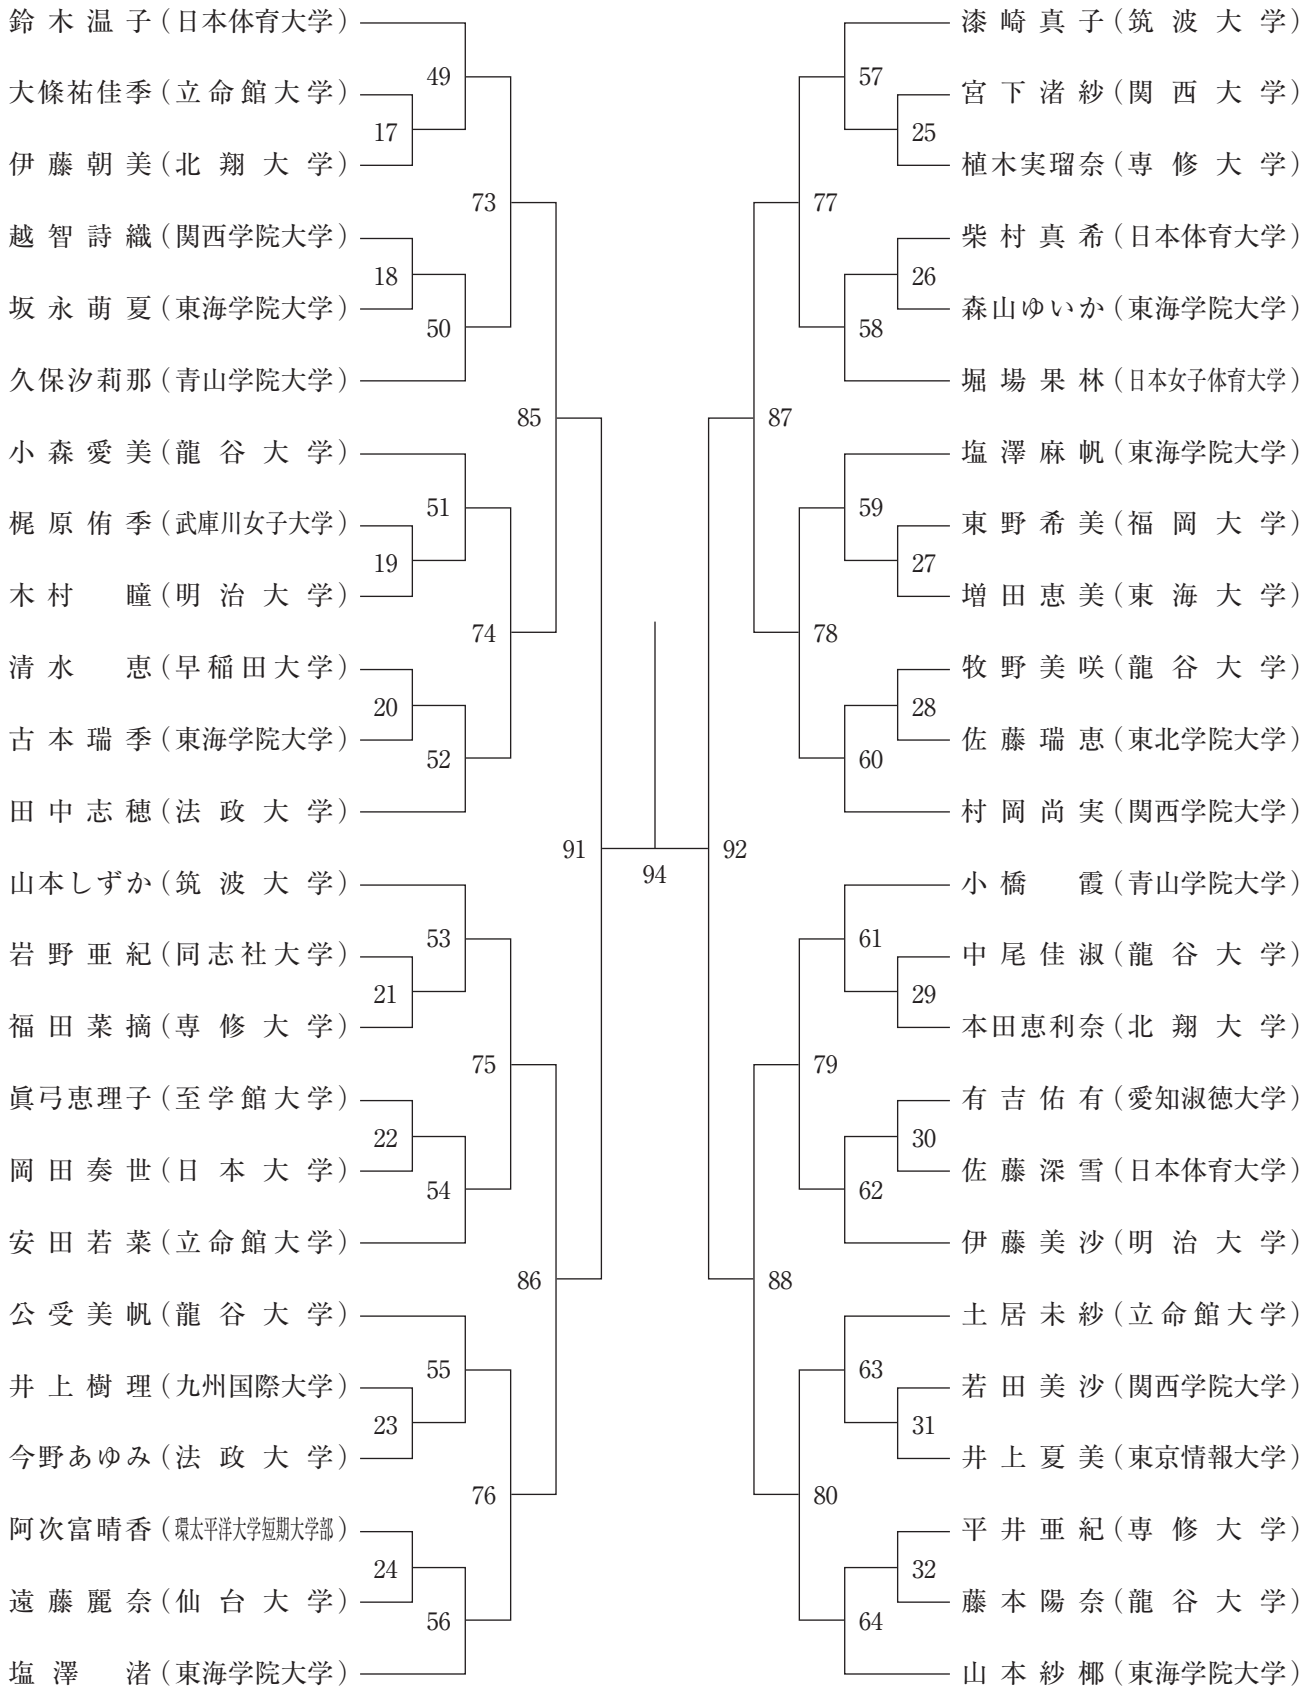 鈴木温子（日本体育大学）
49
大條祐佳季（立命館大学）
17
伊藤朝美（北翔大学）
73
越智詩織（関西学院大学）
18
坂永萌夏（東海学院大学）
50
久保汐莉那（青山学院大学）
85
小森愛美（龍谷大学）
51
梶原侑季（武庫川女子大学）
19
木村瞳（明治大学）
74
清水恵（早稲田大学）
20
古本瑞季（東海学院大学）
52
田中志穂（法政大学）
91
山本しずか（筑波大学）
53
岩野亜紀（同志社大学）
21
福田菜摘（専修大学）
75
眞弓恵理子（至学館大学）
22
岡田奏世（日本大学）
54
安田若菜（立命館大学）
86
公受美帆（龍谷大学）
55
井上樹理（九州国際大学）
23
今野あゆみ（法政大学）
76
阿次富晴香（環太平洋大学短期大学部）
24
遠藤麗奈（仙台大学）
56
塩澤渚（東海学院大学）
94
漆崎真子（筑波大学）
57
宮下渚紗（関西大学）
25
植木実瑠奈（専修大学）
77
柴村真希（日本体育大学）
26
森山ゆいか（東海学院大学）
58
堀場果林（日本女子体育大学）
87
塩澤麻帆（東海学院大学）
59
東野希美（福岡大学）
27
増田恵美（東海大学）
78
牧野美咲（龍谷大学）
28
佐藤瑞恵（東北学院大学）
60
村岡尚実（関西学院大学）
92
小橋霞（青山学院大学）
61
中尾佳淑（龍谷大学）
29
本田恵利奈（北翔大学）
79
有吉佑有（愛知淑徳大学）
30
佐藤深雪（日本体育大学）
62
伊藤美沙（明治大学）
88
土居未紗（立命館大学）
63
若田美沙（関西学院大学）
31
井上夏美（東京情報大学）
80
平井亜紀（専修大学）
32
藤本陽奈（龍谷大学）
64
山本紗椰（東海学院大学）